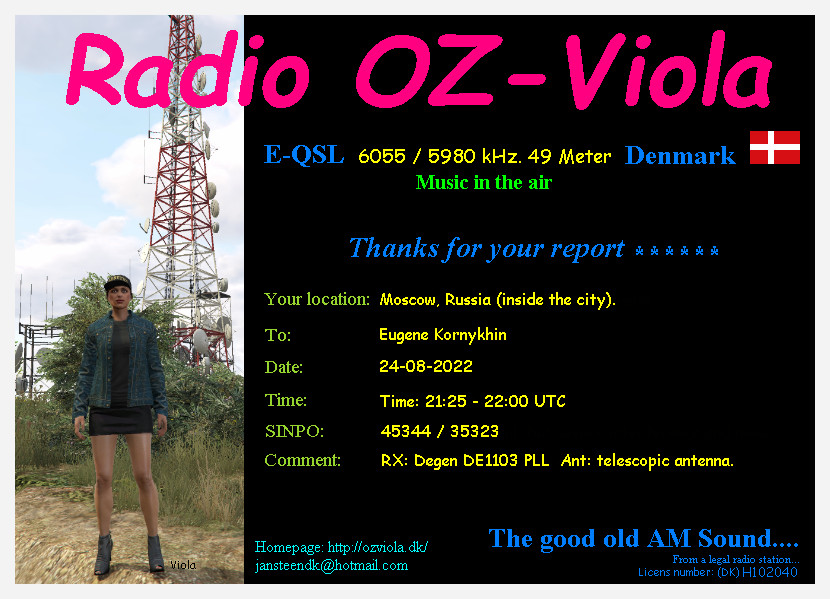 Radio OZ-Viola
E-QSL 6055 / 5980 kHz. 49 Meter Denmark
Music in the air
Thanks for your report ******
Your location: Moscow, Russia (inside the city).
To: Eugene Kornykhin
Date: 24-08-2022
Time: Time: 21:25 - 22:00 UTC
SINPO: 45344 / 35323
Comment: RX: Degen DE1103 PLL Ant: telescopic antenna.
The good old AM Sound....
From a legal radio station...
Licens number: (DK) H102040
Homepage: http://ozviola.dk/
jansteendk@hotmail.com
Viola